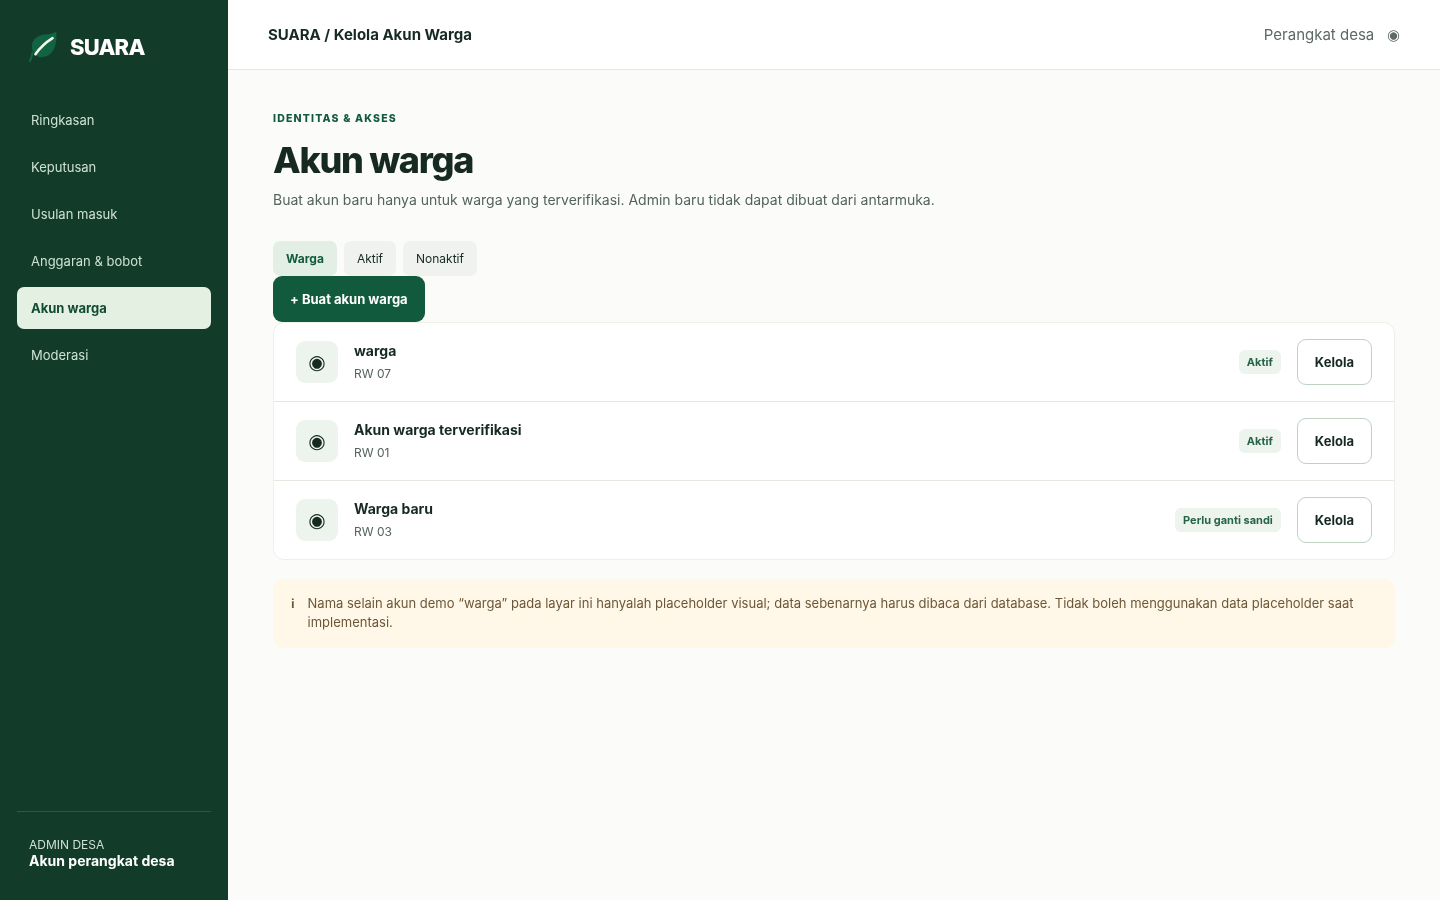 SUARA
Ringkasan
Keputusan
Usulan masuk
Anggaran & bobot
Akun warga
Moderasi
ADMIN DESA
Akun perangkat desa
SUARA / Kelola Akun Warga
Perangkat desa
IDENTITAS & AKSES
Akun warga
Buat akun baru hanya untuk warga yang terverifikasi. Admin baru tidak dapat dibuat dari antarmuka.
Warga Aktif Nonaktif
+ Buat akun warga
warga
RW 07
Aktif Kelola
Akun warga terverifikasi
RW 01
Aktif Kelola
Warga baru
RW 03
Perlu ganti sandi Kelola
i Nama selain akun demo “warga” pada layar ini hanyalah placeholder visual; data sebenarnya harus dibaca dari database. Tidak boleh menggunakan data placeholder saat
implementasi.